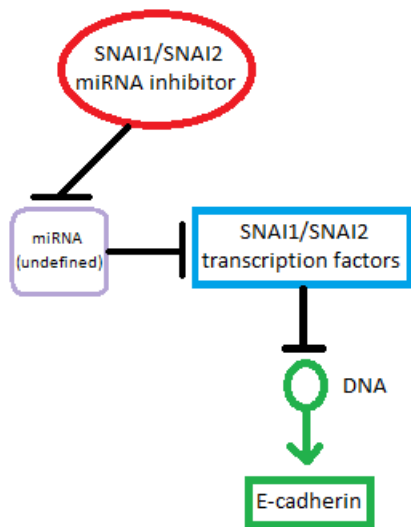 SNAI1/SNAI2
miRNA inhibitor
miRNA
(undefined)
SNAI1/SNAI2
transcription factors
DNA
E-cadherin